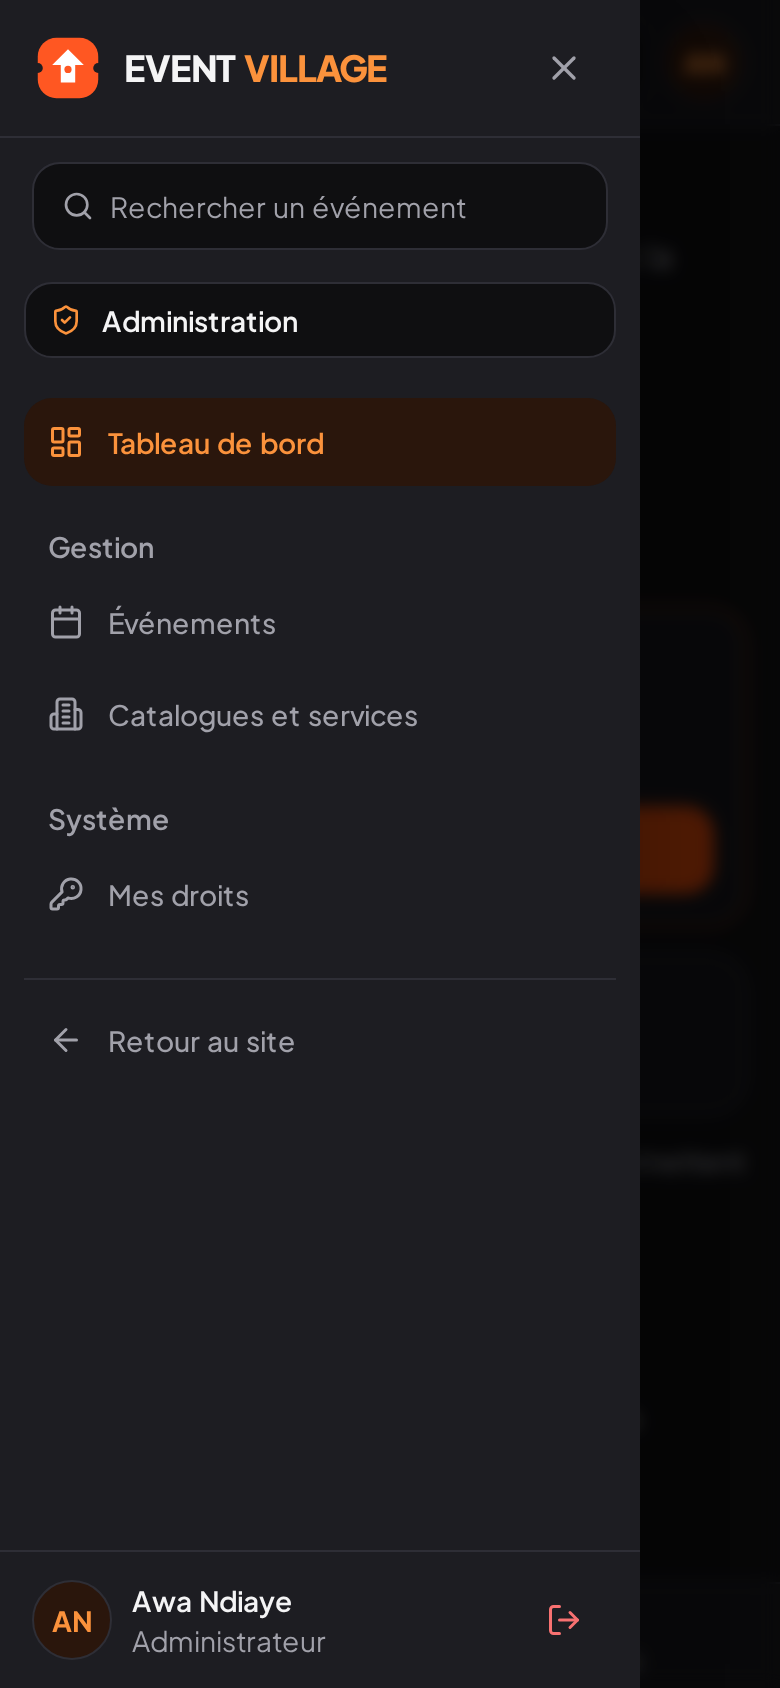 EVENT VILLAGE
Rechercher un événement
Administration
Tableau de bord
Gestion
Événements
Catalogues et services
Système
Mes droits
Retour au site
AN
Awa Ndiaye
Administrateur